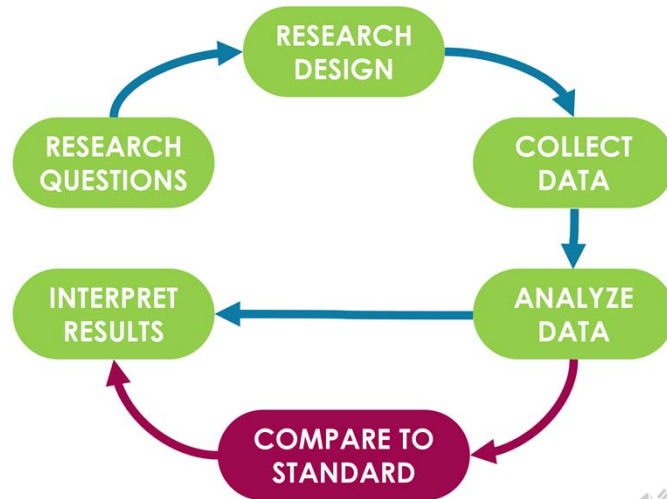 RESEARCH
DESIGN
RESEARCH
QUESTIONS
COLLECT
DATA
INTERPRET
RESULTS
ANALYZE
DATA
COMPARE TO
STANDARD